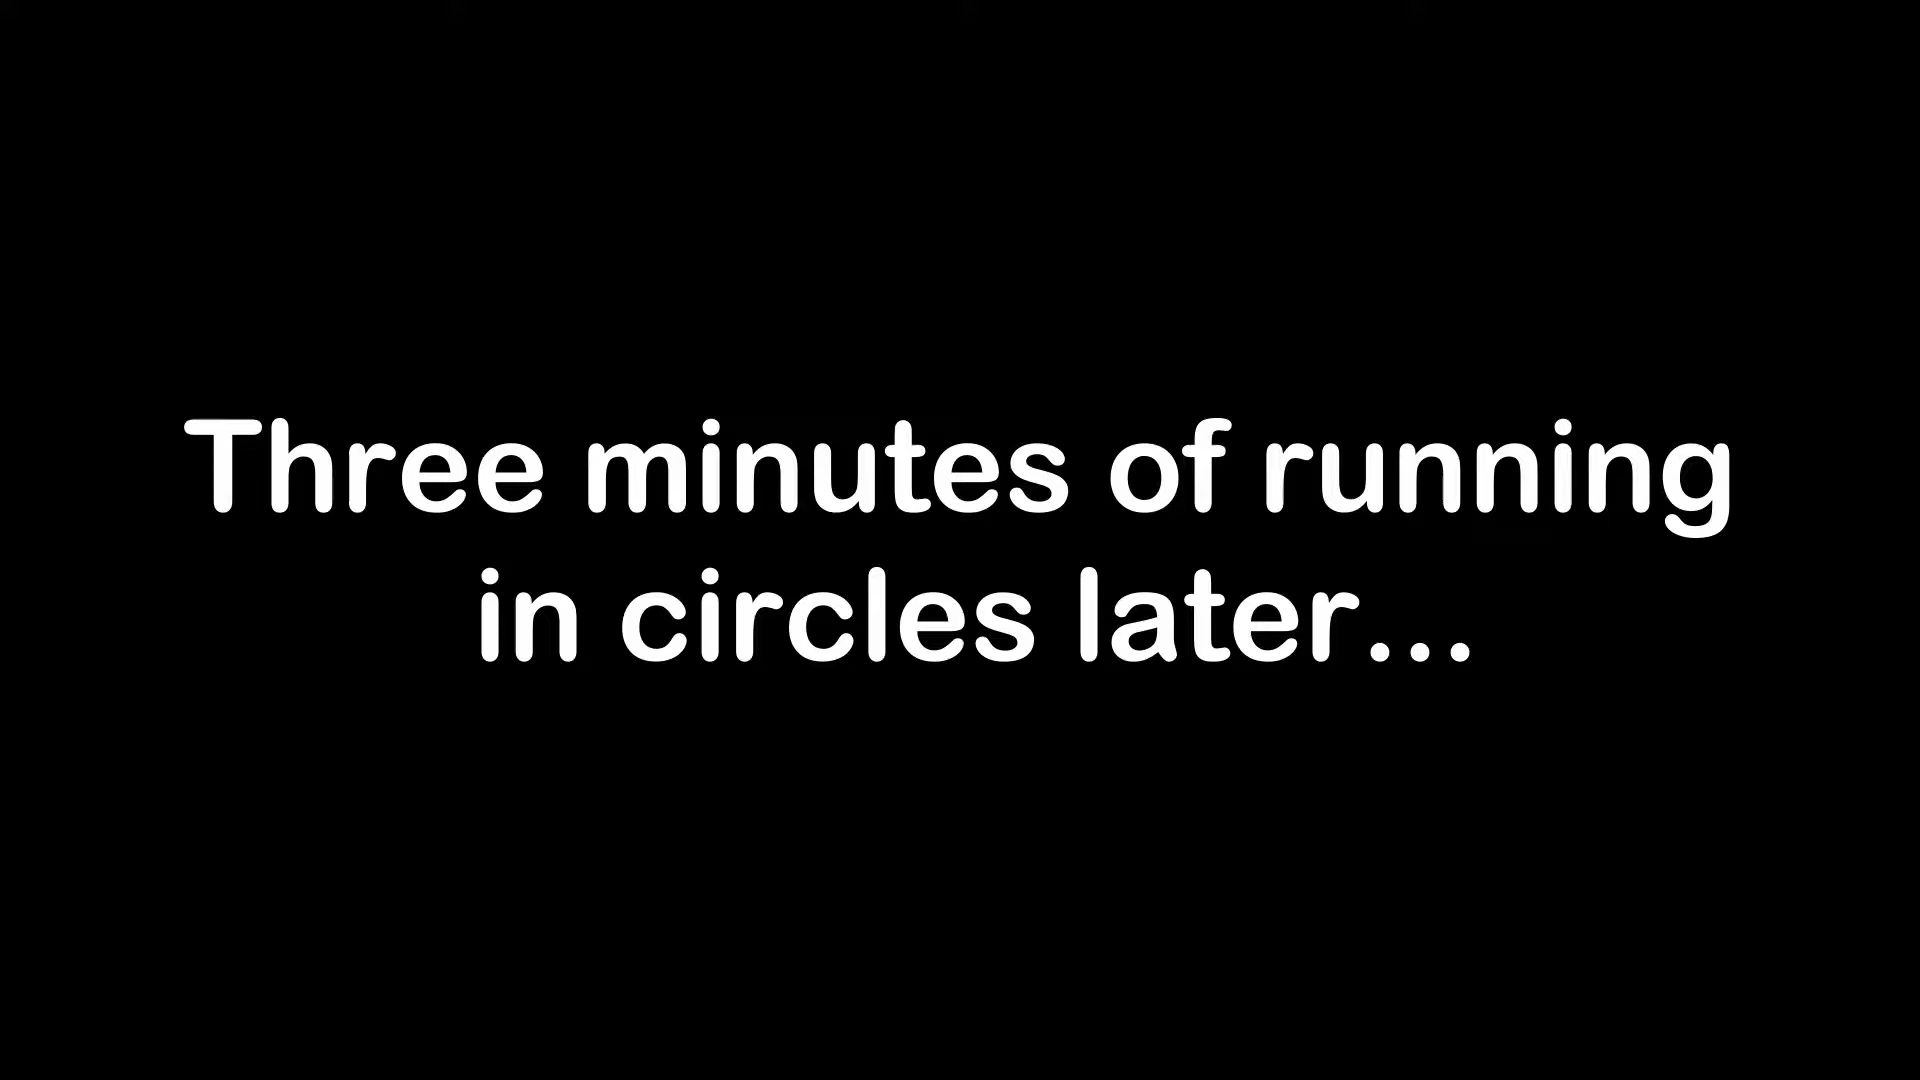 Three minutes of running
in circles later...